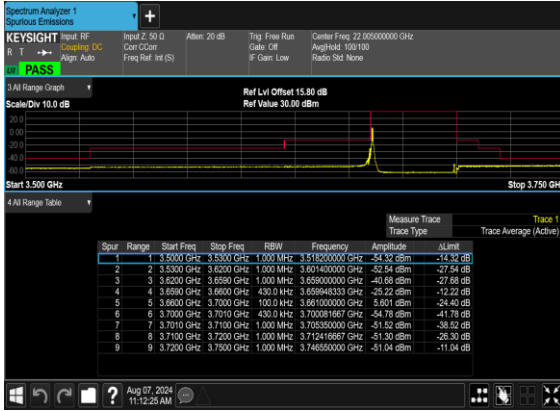 Spectrum Analyzer 1
Spurious Emissions
+
KEYSIGHT Input: RF Input Z: 50 Ω Atten: 20 dB Trig: Free Run Center Freq: 22.005000000 GHz
R T Coupling: DC Corr CCorr Gate: Off Avg|Hold: 100/100
Align: Auto Freq Ref: Int (S) IF Gain: Low Radio Std: None
LNI PASS
3 All Range Graph
Ref Lvl Offset 15.80 dB
Scale/Div 10.0 dB Ref Value 30.00 dBm
20.0
0.00
-20.0
-40.0
-60.0
Start 3.500 GHz Stop 3.750 GH
4 All Range Table
Measure Trace Trace 1
Trace Type Trace Average (Active)
Spur Range Start Freq Stop Freq RBW Frequency Amplitude ΔLimit
1 1 3.5000 GHz 3.5300 GHz 1.000 MHz 3.518200000 GHz -54.32 dBm -14.32 dB
2 2 3.5300 GHz 3.6200 GHz 1.000 MHz 3.601400000 GHz -52.54 dBm -27.54 dB
3 3 3.6200 GHz 3.6590 GHz 1.000 MHz 3.659000000 GHz -40.68 dBm -27.68 dB
4 4 3.6590 GHz 3.6600 GHz 430.0 kHz 3.659948333 GHz -25.22 dBm -12.22 dB
5 5 3.6600 GHz 3.7000 GHz 100.0 kHz 3.661000000 GHz 5.601 dBm -24.40 dB
6 6 3.7000 GHz 3.7010 GHz 430.0 kHz 3.700081667 GHz -54.78 dBm -41.78 dB
7 7 3.7010 GHz 3.7100 GHz 1.000 MHz 3.705350000 GHz -51.52 dBm -38.52 dB
8 8 3.7100 GHz 3.7200 GHz 1.000 MHz 3.712416667 GHz -51.30 dBm -26.30 dB
9 9 3.7200 GHz 3.7500 GHz 1.000 MHz 3.746550000 GHz -51.04 dBm -11.04 dB
? Aug 07, 2024
11:12:25 AM